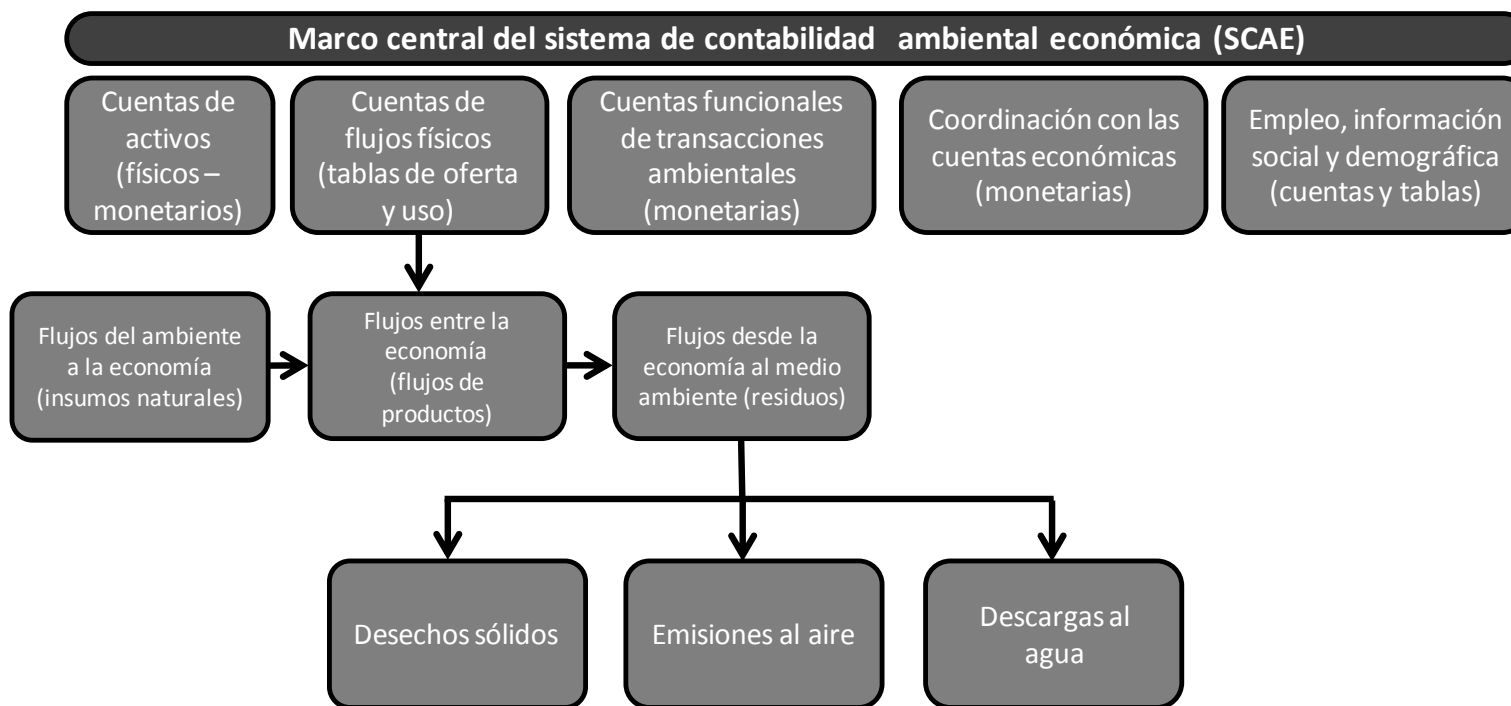 Marco central del sistema de contabilidad ambiental económica (SCAE)
Cuentas de
activos
(físicos –
monetarios)
Cuentas de
flujos físicos
(tablas de oferta
y uso)
Cuentas funcionales
de transacciones
ambientales
(monetarias)
Coordinación con las
cuentas económicas
(monetarias)
Empleo, información
social y demográfica
(cuentas y tablas)
Flujos del ambiente
a la economía
(insumos naturales)
Flujos entre la
economía
(flujos de
productos)
Flujos desde la
economía al medio
ambiente (residuos)
Desechos sólidos
Emisiones al aire
Descargas al
agua